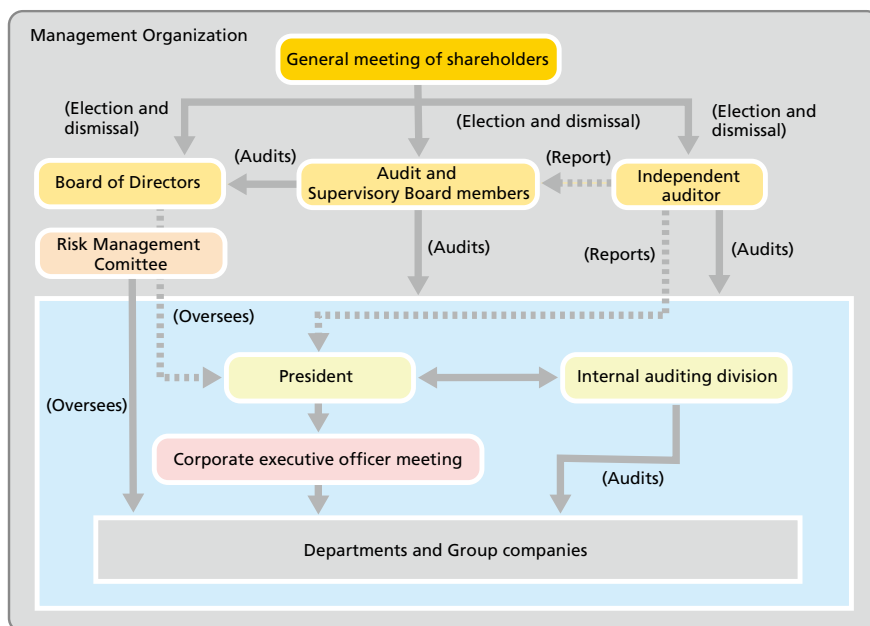 Management Organization
General meeting of shareholders
(Election and
dismissal)
(Election and dismissal)
(Election and
dismissal)
Board of Directors
(Audits)
Audit and
Supervisory Board members
(Report)
Independent
auditor
Risk Management
Comittee
(Audits)
(Reports)
(Audits)
(Oversees)
President
Internal auditing division
(Oversees)
Corporate executive officer meeting
(Audits)
Departments and Group companies